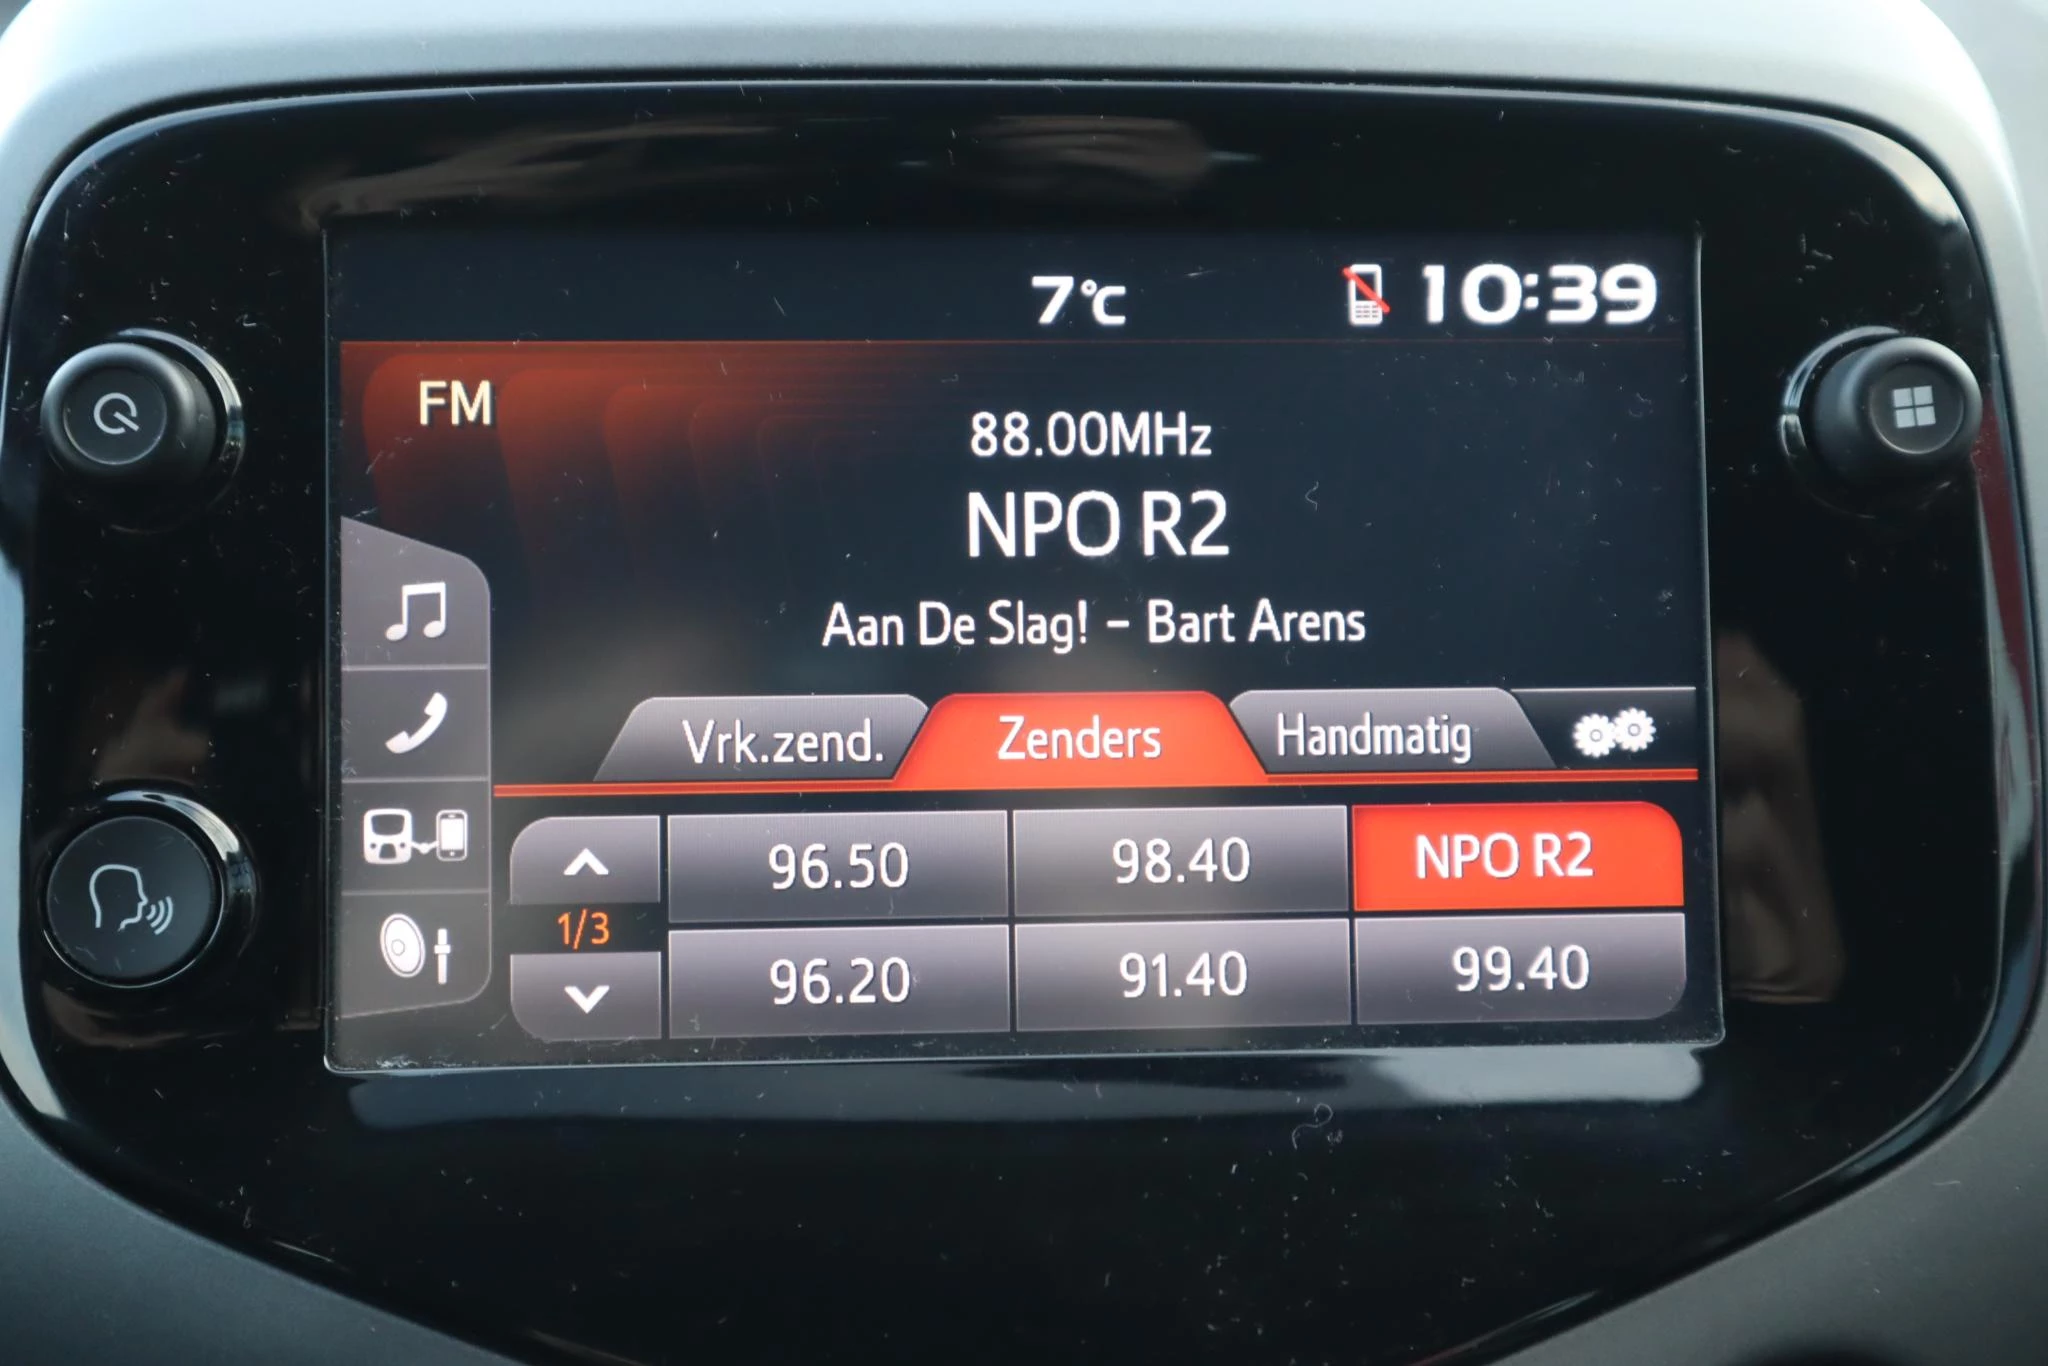 7°C 10:39
FM
88.00MHz
NPO R2
Aan De Slag! - Bart Arens
Vrk.zend. Zenders Handmatig
96.50 98.40 NPO R2
1/3
96.20 91.40 99.40